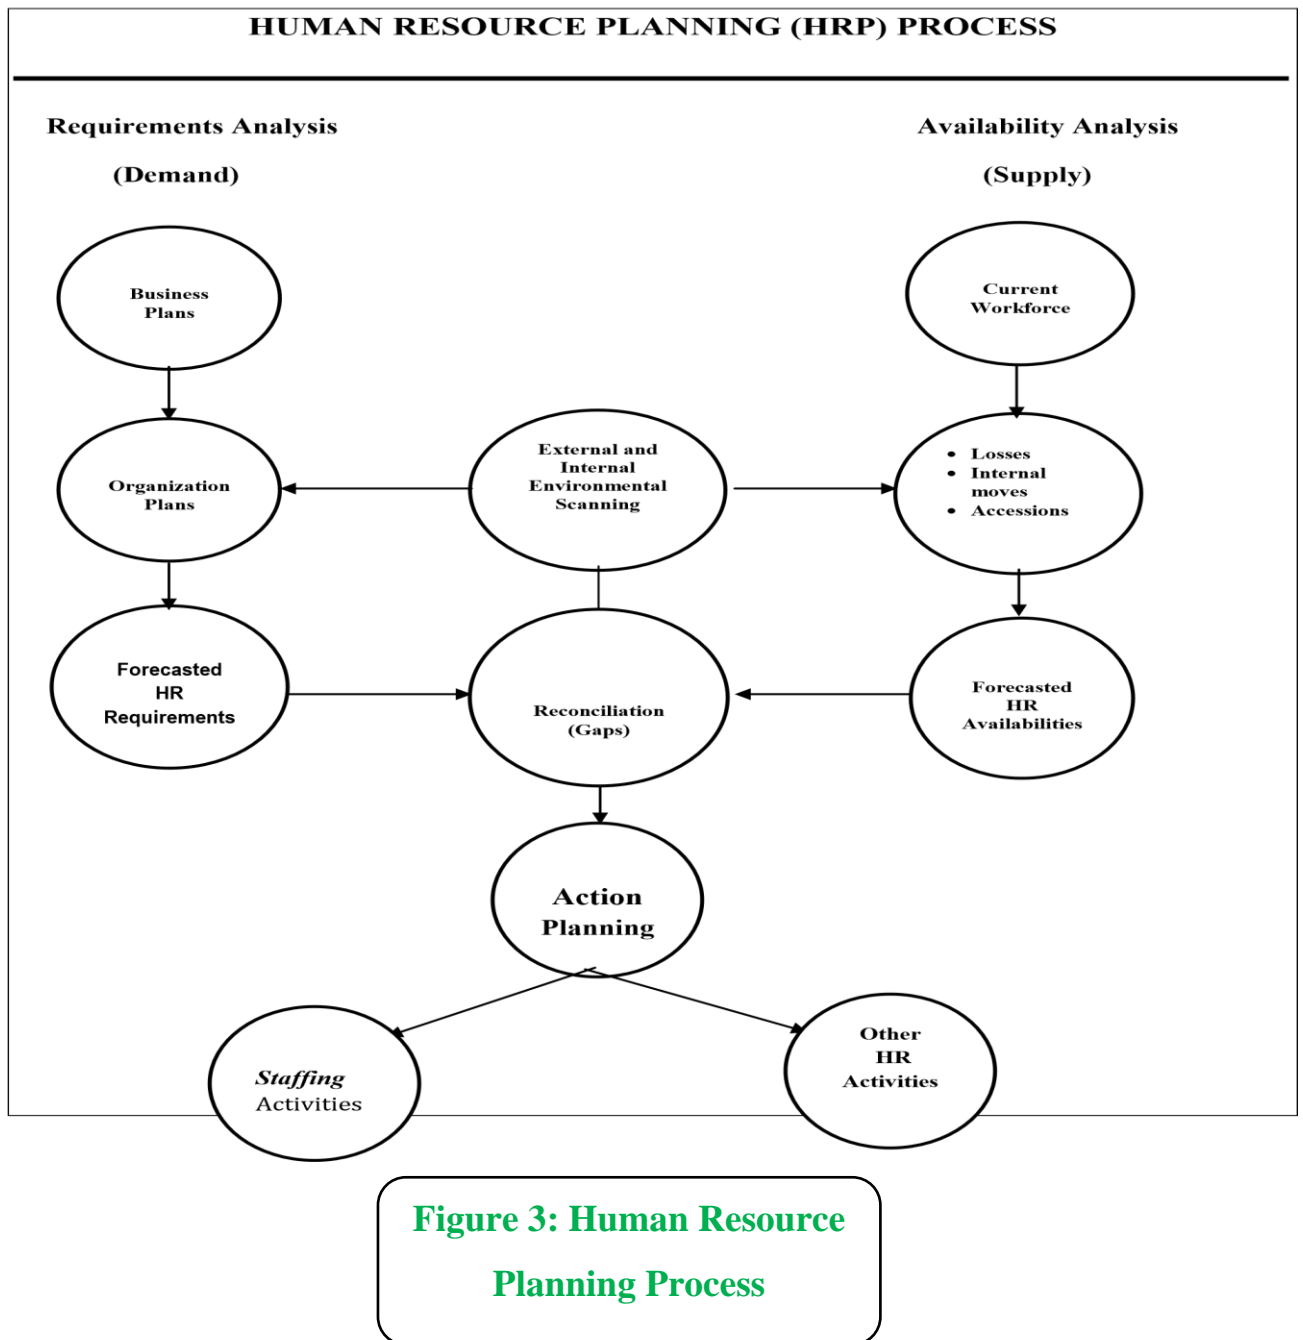 HUMAN RESOURCE PLANNING (HRP) PROCESS
Requirements Analysis
(Demand)
Availability Analysis
(Supply)
Business
Plans
Current
Workforce
Organization
Plans
External and
Internal
Environmental
Scanning
• Losses
• Internal
moves
• Accessions
Forecasted
HR
Requirements
Reconciliation
(Gaps)
Forecasted
HR
Availabilities
Action
Planning
Staffing
Activities
Other
HR
Activities
Figure 3: Human Resource
Planning Process